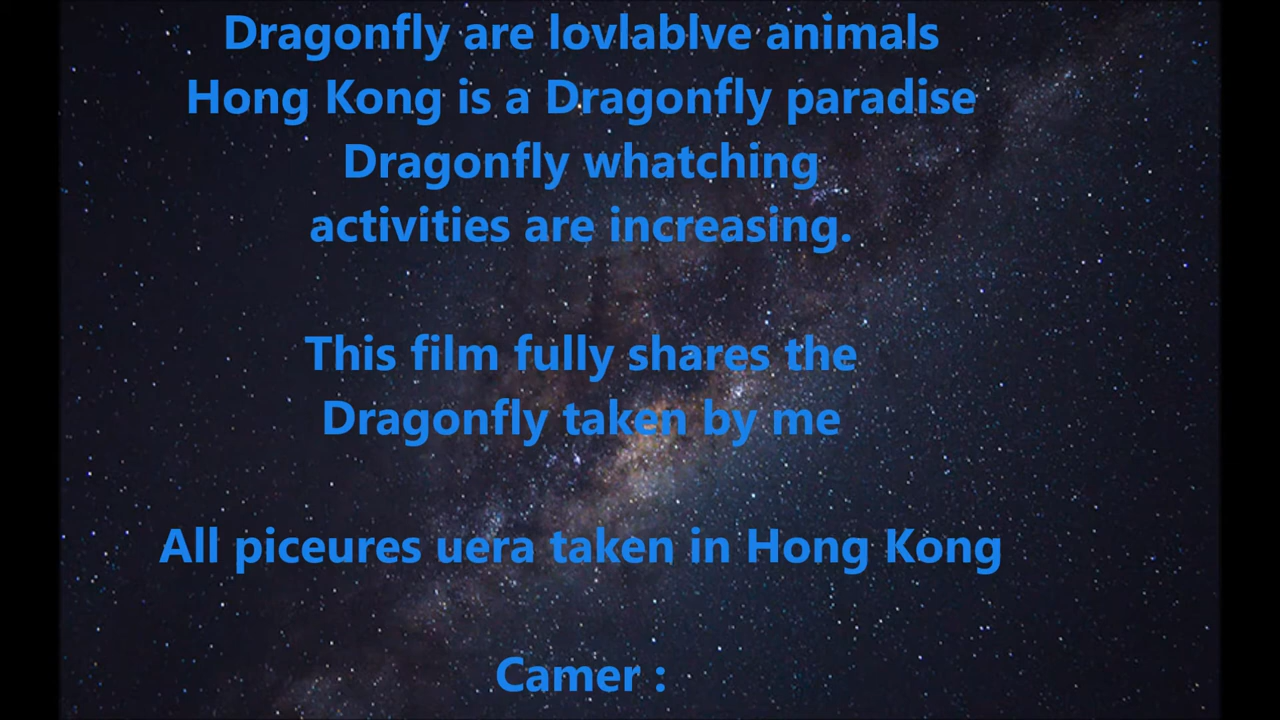 Dragonfly are lovlablve animals
Hong Kong is a Dragonfly paradise
Dragonfly whatching
activities are increasing.
This film fully shares the
Dragonfly taken by me
All piceures uera taken in Hong Kong
Camer :